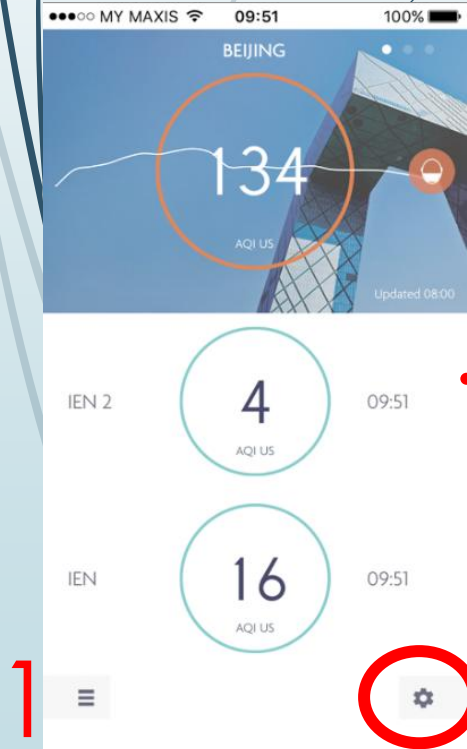 MY MAXIS 09:51 100%
BEIJING
134
AQI US
Updated 08:00
IEN 2 4 09:51
AQI US
IEN 16 09:51
AQI US
1